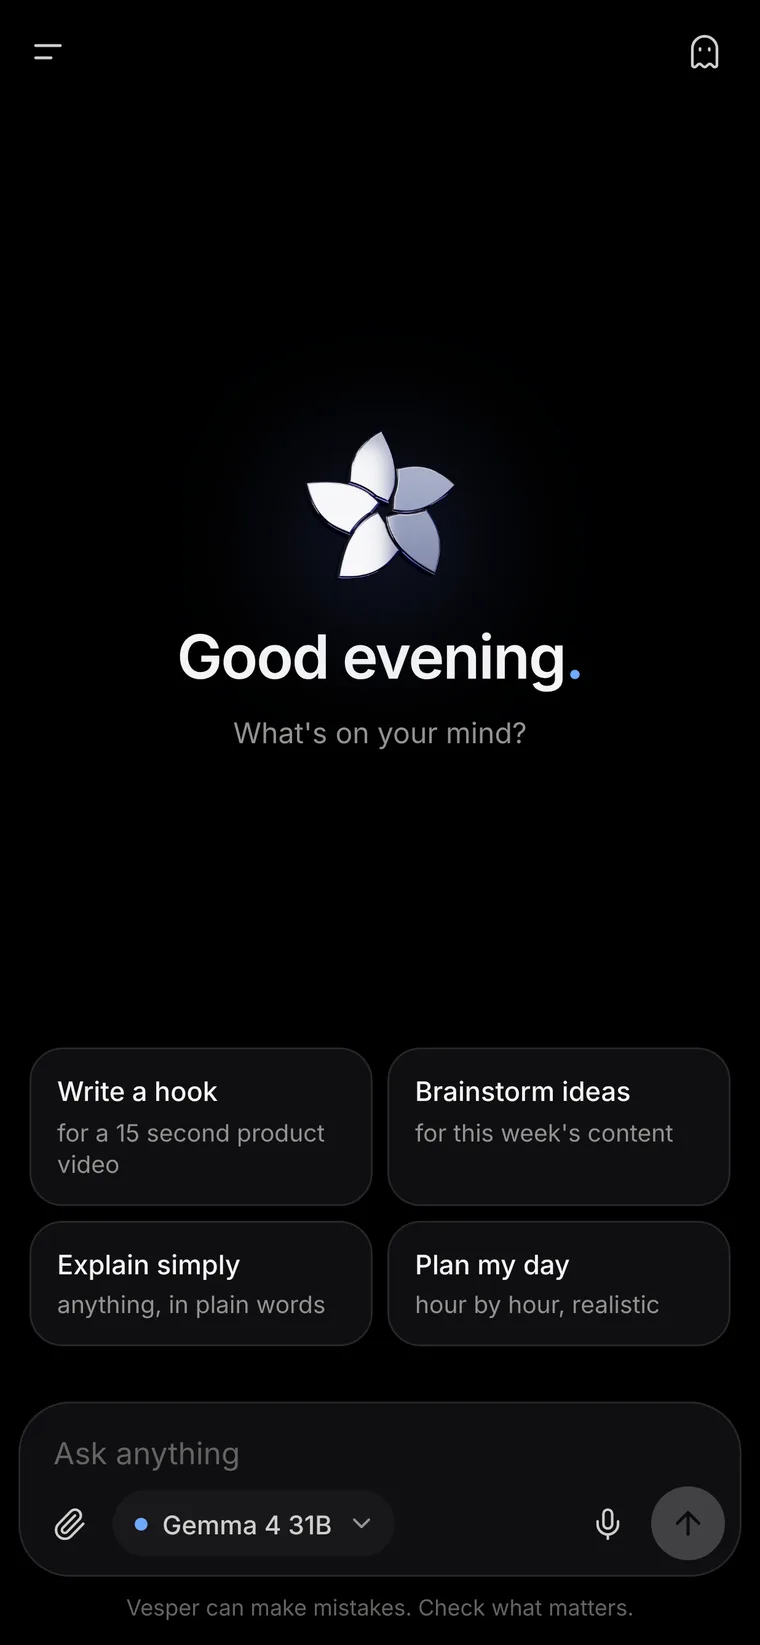 Good evening.
What's on your mind?
Write a hook
for a 15 second product
video
Brainstorm ideas
for this week's content
Explain simply
anything, in plain words
Plan my day
hour by hour, realistic
Ask anything
Gemma 4 31B
Vesper can make mistakes. Check what matters.